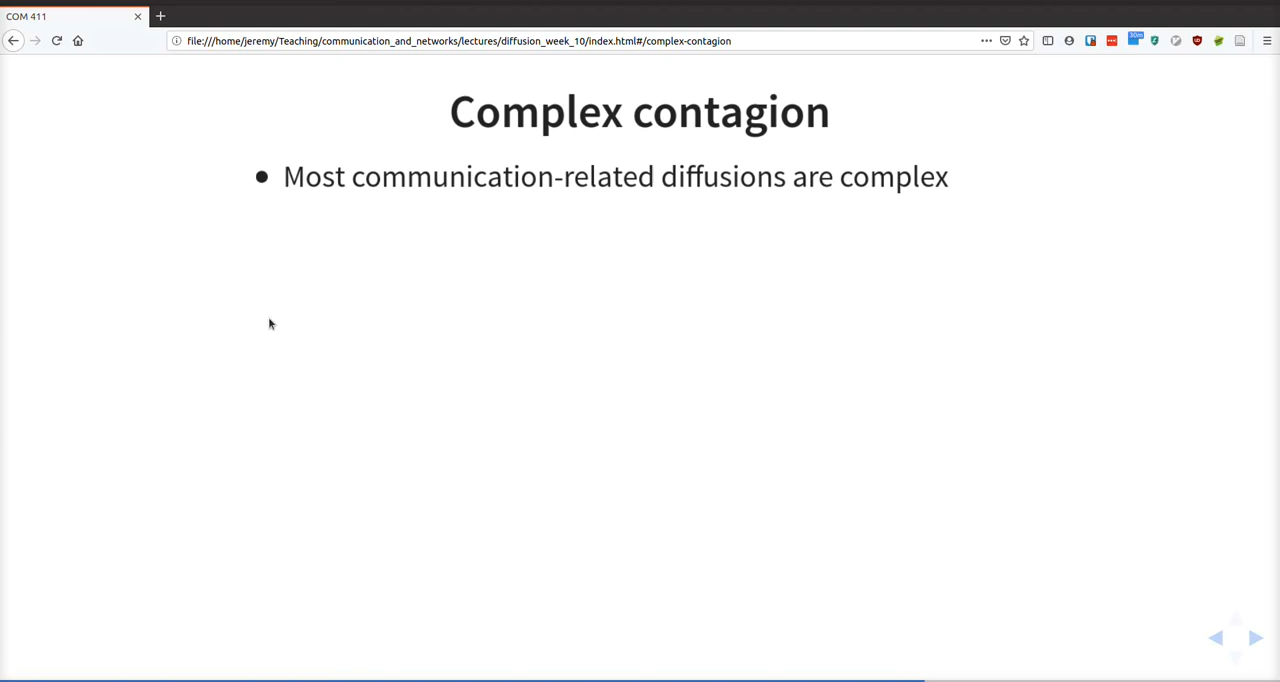 COM 411
file:///home/jeremy/Teaching/communication_and_networks/lectures/diffusion_week_10/index.html#/complex-contagion
30m
Complex contagion
• Most communication-related diffusions are complex